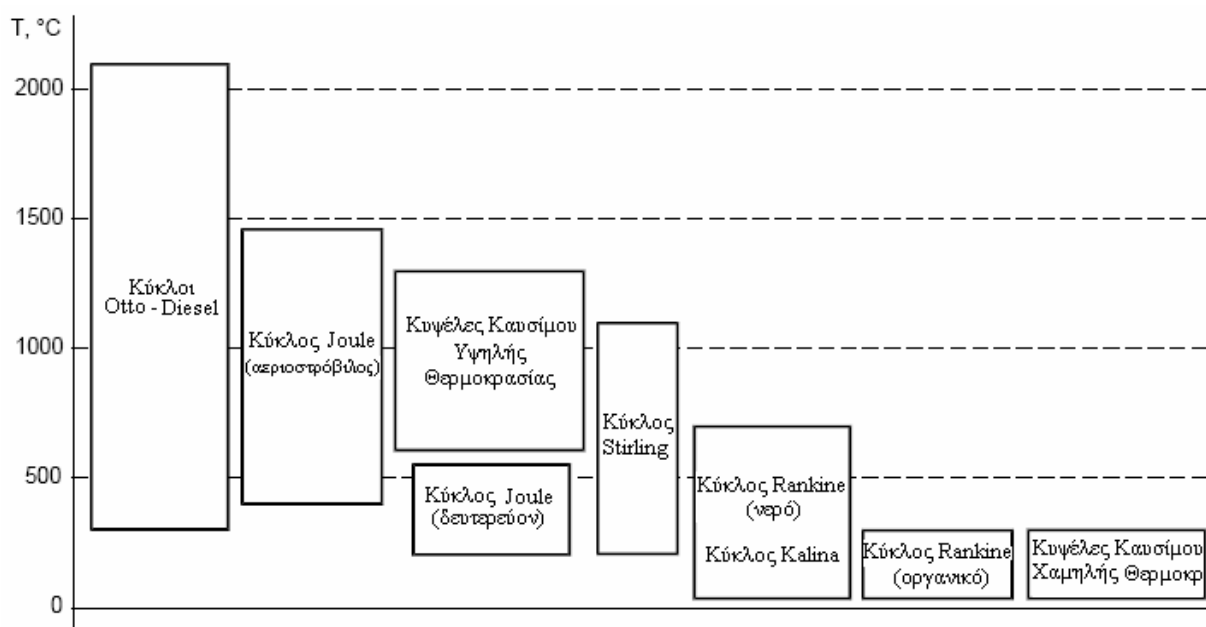 T, °C
2000
1500
1000
500
0
Κύκλοι
Otto - Diesel
Κύκλος Joule
(αεριοστρόβιλος)
Κυψέλες Καυσίμου
Υψηλής
Θερμοκρασίας
Κύκλος Joule
(δευτερεύον)
Κύκλος
Stirling
Κύκλος Rankine
(νερό)
Κύκλος Kalina
Κύκλος Rankine
(οργανικό)
Κυψέλες Καυσίμου
Χαμηλής Θερμοκρ